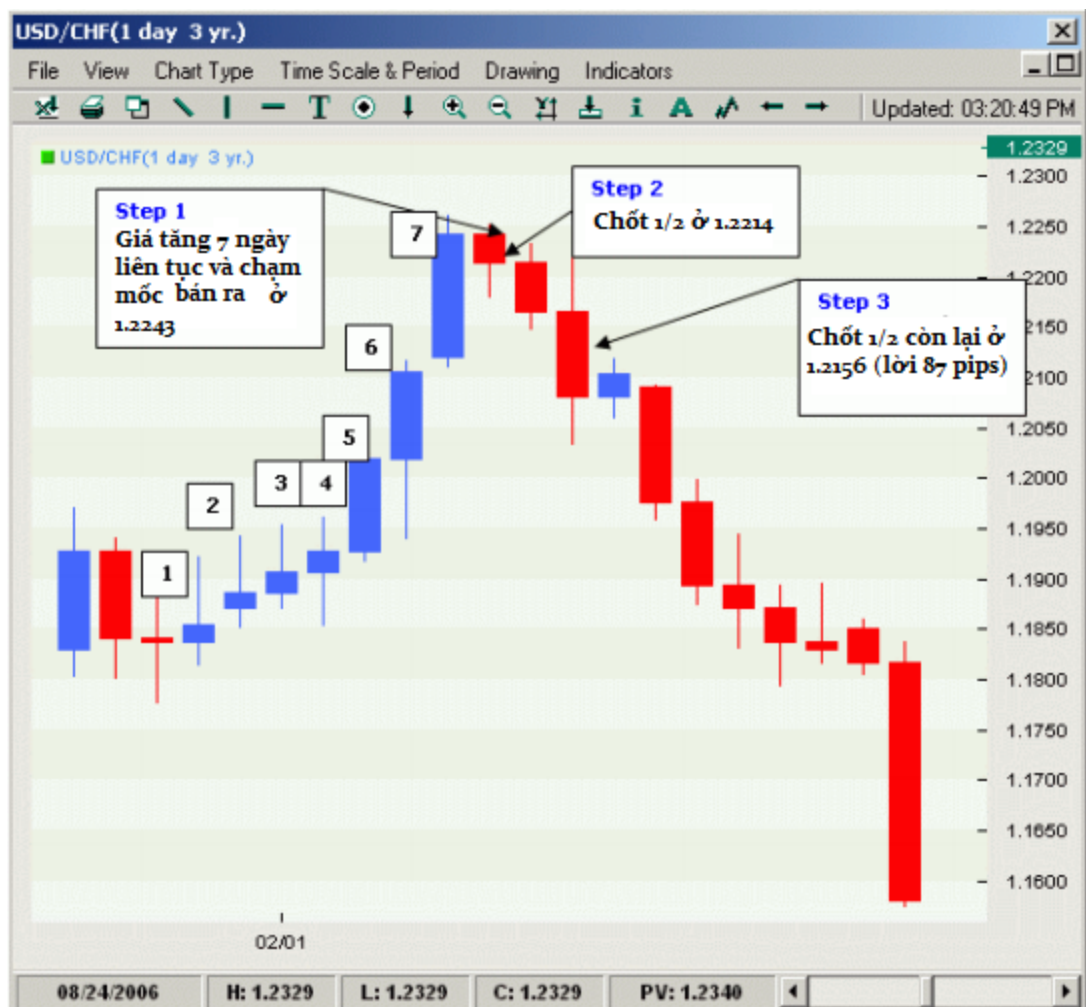 USD/CHF(1 day 3 yr.)
File View Chart Type Time Scale & Period Drawing Indicators
T i A Updated: 03:20:49 PM
USD/CHF(1 day 3 yr.)
1.2329
1.2300
Step 1
Giá tăng 7 ngày
liên tục và chạm
mốc bán ra ở
1.2243
Step 2
Chốt 1/2 ở 1.2214
7
1.2250
1.2200
Step 3
Chốt 1/2 còn lại ở
1.2156 (lời 87 pips)
2150
6
2100
5
1.2050
3
4
1.2000
2
1.1950
1
1.1900
1.1850
1.1800
1.1750
1.1700
1.1650
1.1600
02/01
08/24/2006 H: 1.2329 L: 1.2329 C: 1.2329 PV: 1.2340